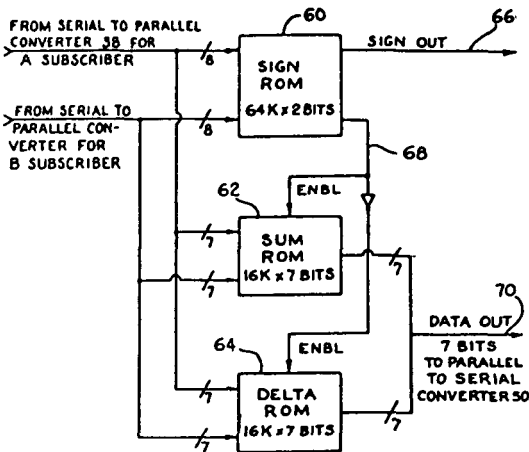 FROM SERIAL TO PARALLEL
CONVERTER 38 FOR
A SUBSCRIBER
FROM SERIAL TO
PARALLEL CON-
VERTER FOR
B SUBSCRIBER
60
8
8
SIGN
ROM
64K x 2 BITS
SIGN OUT
66
68
62
ENBL
7
7
SUM
ROM
16K x 7 BITS
7
64
ENBL
7
7
DELTA
ROM
16K x 7 BITS
7
70
DATA OUT
7 BITS
TO PARALLEL
TO SERIAL
CONVERTER 50